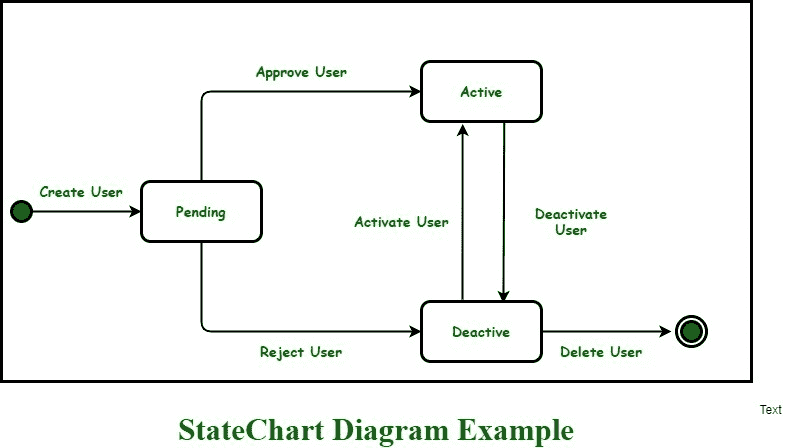 Approve User
Active
Create User
Pending
Activate User
Deactivate
User
Deactive
Reject User
Delete User
Text
StateChart Diagram Example